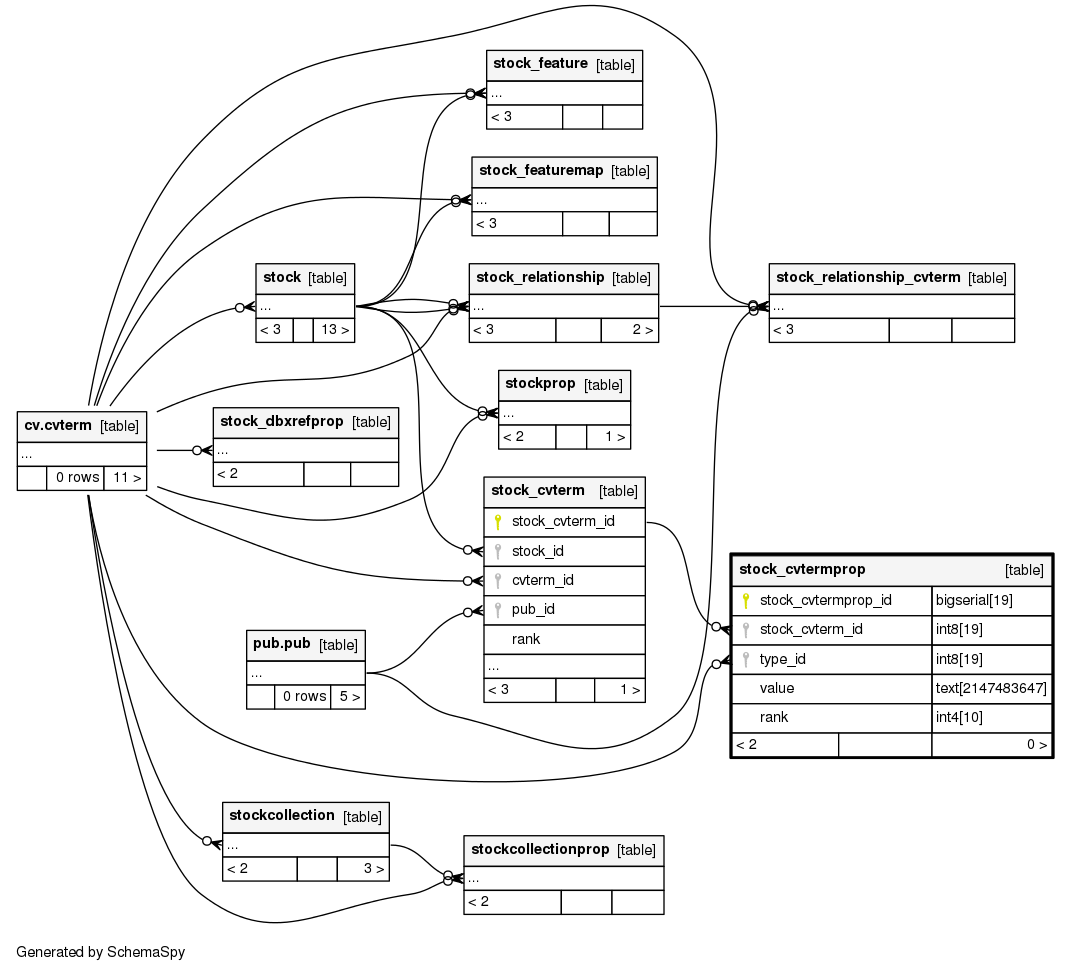 stock_feature [table]
...
< 3
stock_featuremap [table]
...
< 3
stock [table]
...
< 3 13 >
stock_relationship [table]
...
< 3 2 >
stock_relationship_cvterm [table]
...
< 3
stockprop [table]
...
< 2 1 >
cv.cvterm [table]
...
0 rows 11 >
stock_dbxrefprop [table]
...
< 2
stock_cvterm [table]
stock_cvterm_id
stock_id
cvterm_id
pub_id
rank
...
< 3 1 >
stock_cvtermprop [table]
stock_cvtermprop_id bigserial[19]
stock_cvterm_id int8[19]
type_id int8[19]
value text[2147483647]
rank int4[10]
< 2 0 >
pub.pub [table]
...
0 rows 5 >
stockcollection [table]
...
< 2 3 >
stockcollectionprop [table]
...
< 2
Generated by SchemaSpy